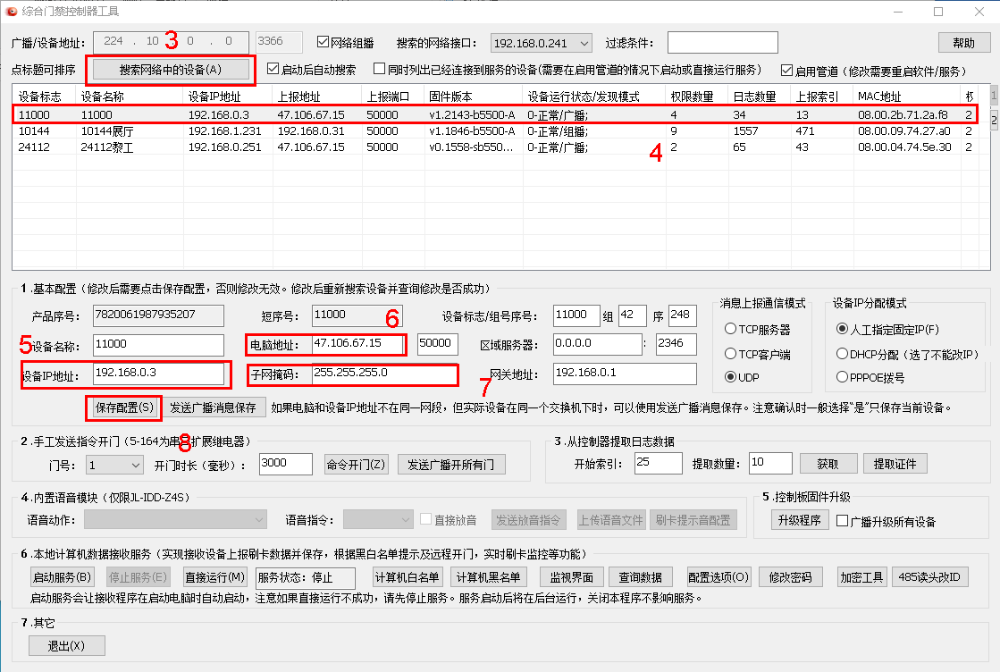 综合门禁控制器工具
广播/设备地址: 224 . 10 3 0 . 0 3366 网络组播 搜索的网络接口: 192.168.0.241 过滤条件: 帮助
点标题可排序 搜索网络中的设备(A) 启动后自动搜索 同时列出已经连接到服务的设备(需要在启用管道的情况下启动或直接运行服务) 启用管道（修改需要重启软件/服务）
设备标志 设备名称 设备IP地址 上报地址 上报端口 固件版本 设备运行状态/发现模式 权限数量 日志数量 上报索引 MAC地址 权 1
11000 11000 192.168.0.3 47.106.67.15 50000 v1.2143-b5500-A 0-正常/广播; 4 34 13 08.00.2b.71.2a.f8 2 2
10144 10144展厅 192.168.1.231 192.168.0.31 50000 v1.1846-b5500-A 0-正常/组播; 9 1557 471 08.00.09.74.27.a0 2
24112 24112黎工 192.168.0.251 47.106.67.15 50000 v0.1558-sb550... 0-正常/广播; 4 2 65 43 08.00.04.74.5e.30 2
1.基本配置（修改后需要点击保存配置，否则修改无效。修改后重新搜索设备并查询修改是否成功）
产品序号: 7820061987935207 短序号: 11000 6 设备标志/组号序号: 11000 组 42 序 248
5 设备名称: 11000 电脑地址: 47.106.67.15 50000 区域服务器: 0.0.0.0 : 2346
设备IP地址: 192.168.0.3 子网掩码: 255.255.255.0 7 网关地址: 192.168.0.1
消息上报通信模式
TCP服务器
TCP客户端
UDP
设备IP分配模式
人工指定固定IP(F)
DHCP分配（选了不能改IP）
PPPOE拨号
保存配置(S) 发送广播消息保存 如果电脑和设备IP地址不在同一网段，但实际设备在同一个交换机下时，可以使用发送广播消息保存。注意确认时一般选择“是”只保存当前设备。
2.手工发送指令开门（5-164为串口扩展继电器） 8
门号: 1 开门时长（毫秒）: 3000 命令开门(Z) 发送广播开所有门
3.从控制器提取日志数据
开始索引: 25 提取数量: 10 获取 提取证件
4.内置语音模块（仅限JL-IDD-Z4S）
语音动作: 语音指令: 直接放音 发送放音指令 上传语音文件 刷卡提示音配置
5.控制板固件升级
升级程序 广播升级所有设备
6.本地计算机数据接收服务（实现接收设备上报刷卡数据并保存，根据黑白名单提示及远程开门，实时刷卡监控等功能）
启动服务(B) 停止服务(E) 直接运行(M) 服务状态: 停止 计算机白名单 计算机黑名单 监视界面 查询数据 配置选项(O) 修改密码 加密工具 485读头改ID
启动服务会让接收程序在启动电脑时自动启动，注意如果直接运行不成功，请先停止服务。服务启动后将在后台运行，关闭本程序不影响服务。
7.其它
退出(X)